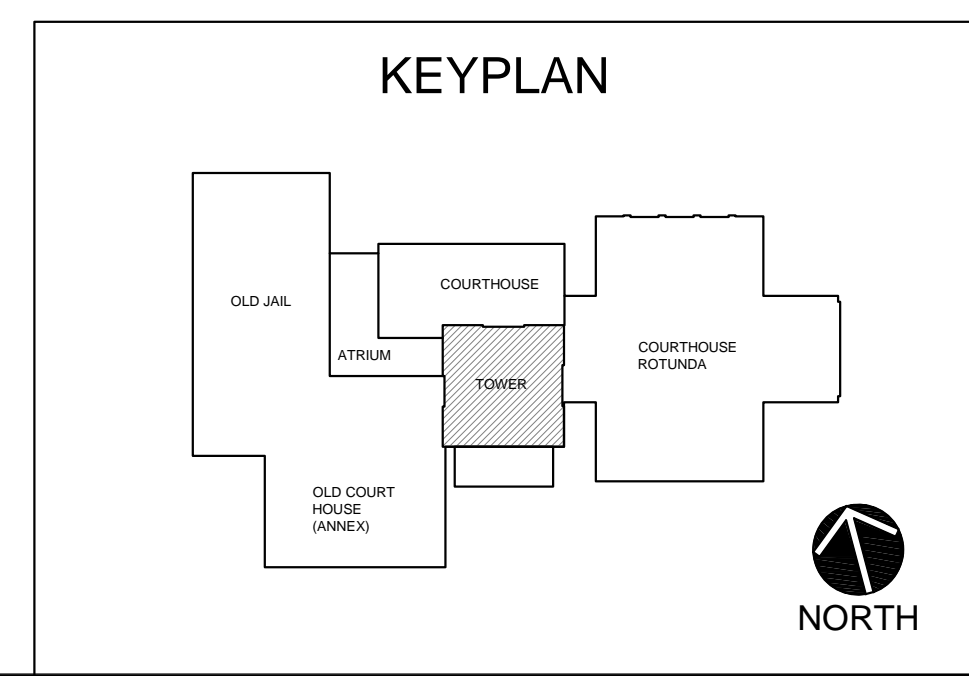 KEYPLAN
OLD JAIL
COURTHOUSE
ATRIUM
TOWER
COURTHOUSE
ROTUNDA
OLD COURT
HOUSE
(ANNEX)
NORTH